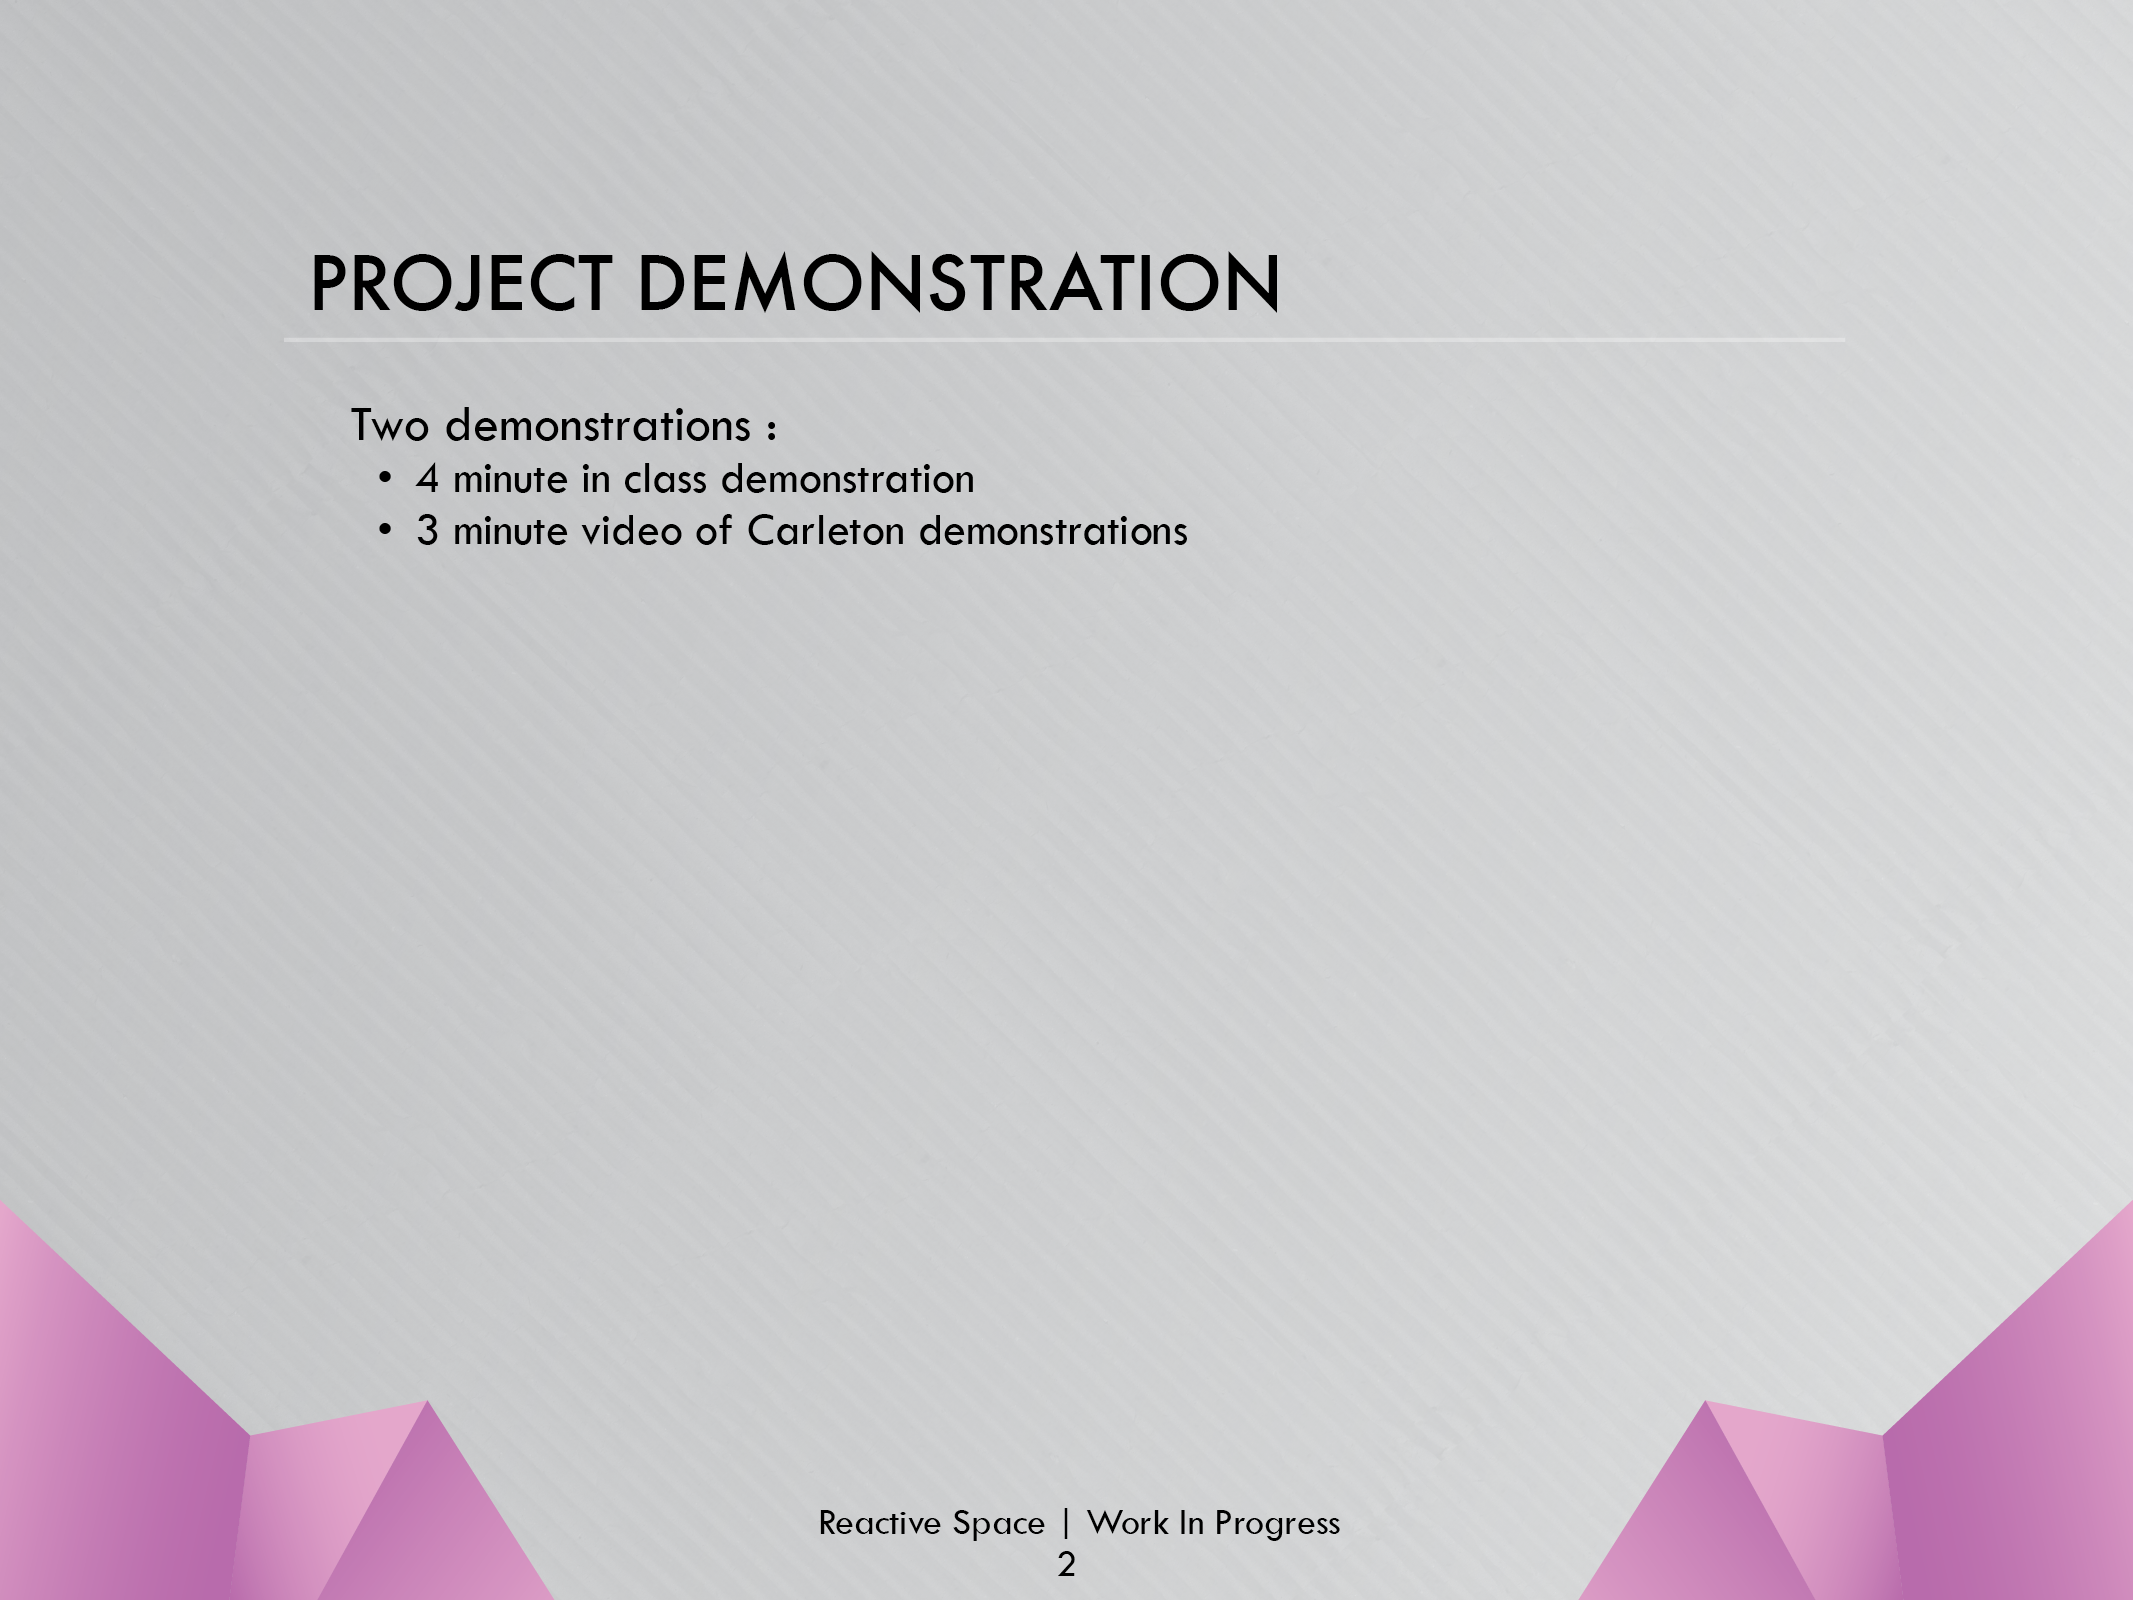 PROJECT DEMONSTRATION
Two demonstrations :
• 4 minute in class demonstration
• 3 minute video of Carleton demonstrations
Reactive Space | Work In Progress
2